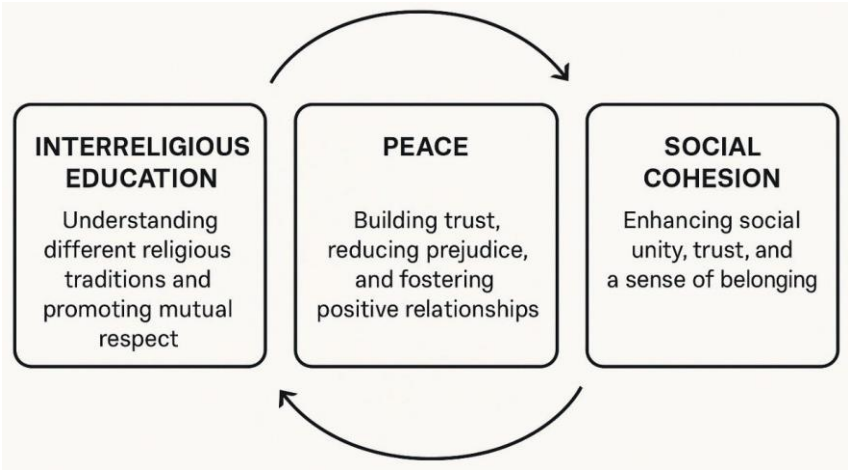 INTERRELIGIOUS
EDUCATION
Understanding
different religious
traditions and
promoting mutual
respect
PEACE
Building trust,
reducing prejudice,
and fostering
positive relationships
SOCIAL
COHESION
Enhancing social
unity, trust, and
a sense of belonging